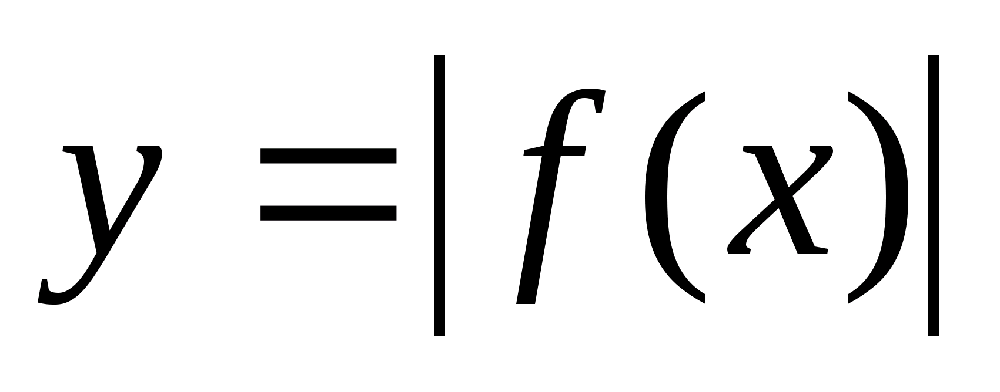 y = | f (x) |